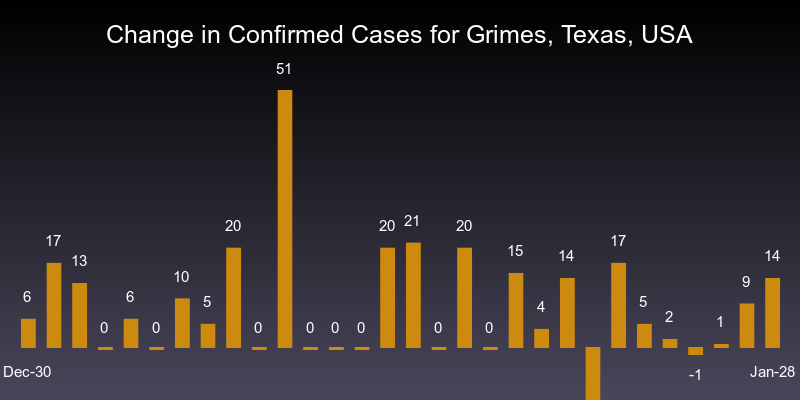 Change in Confirmed Cases for Grimes, Texas, USA
6 17 13 0 6 0 10 5 20 0 51 0 0 0 20 21 0 20 0 15 4 14 17 5 2 -1 1 9 14
Dec-30 Jan-28